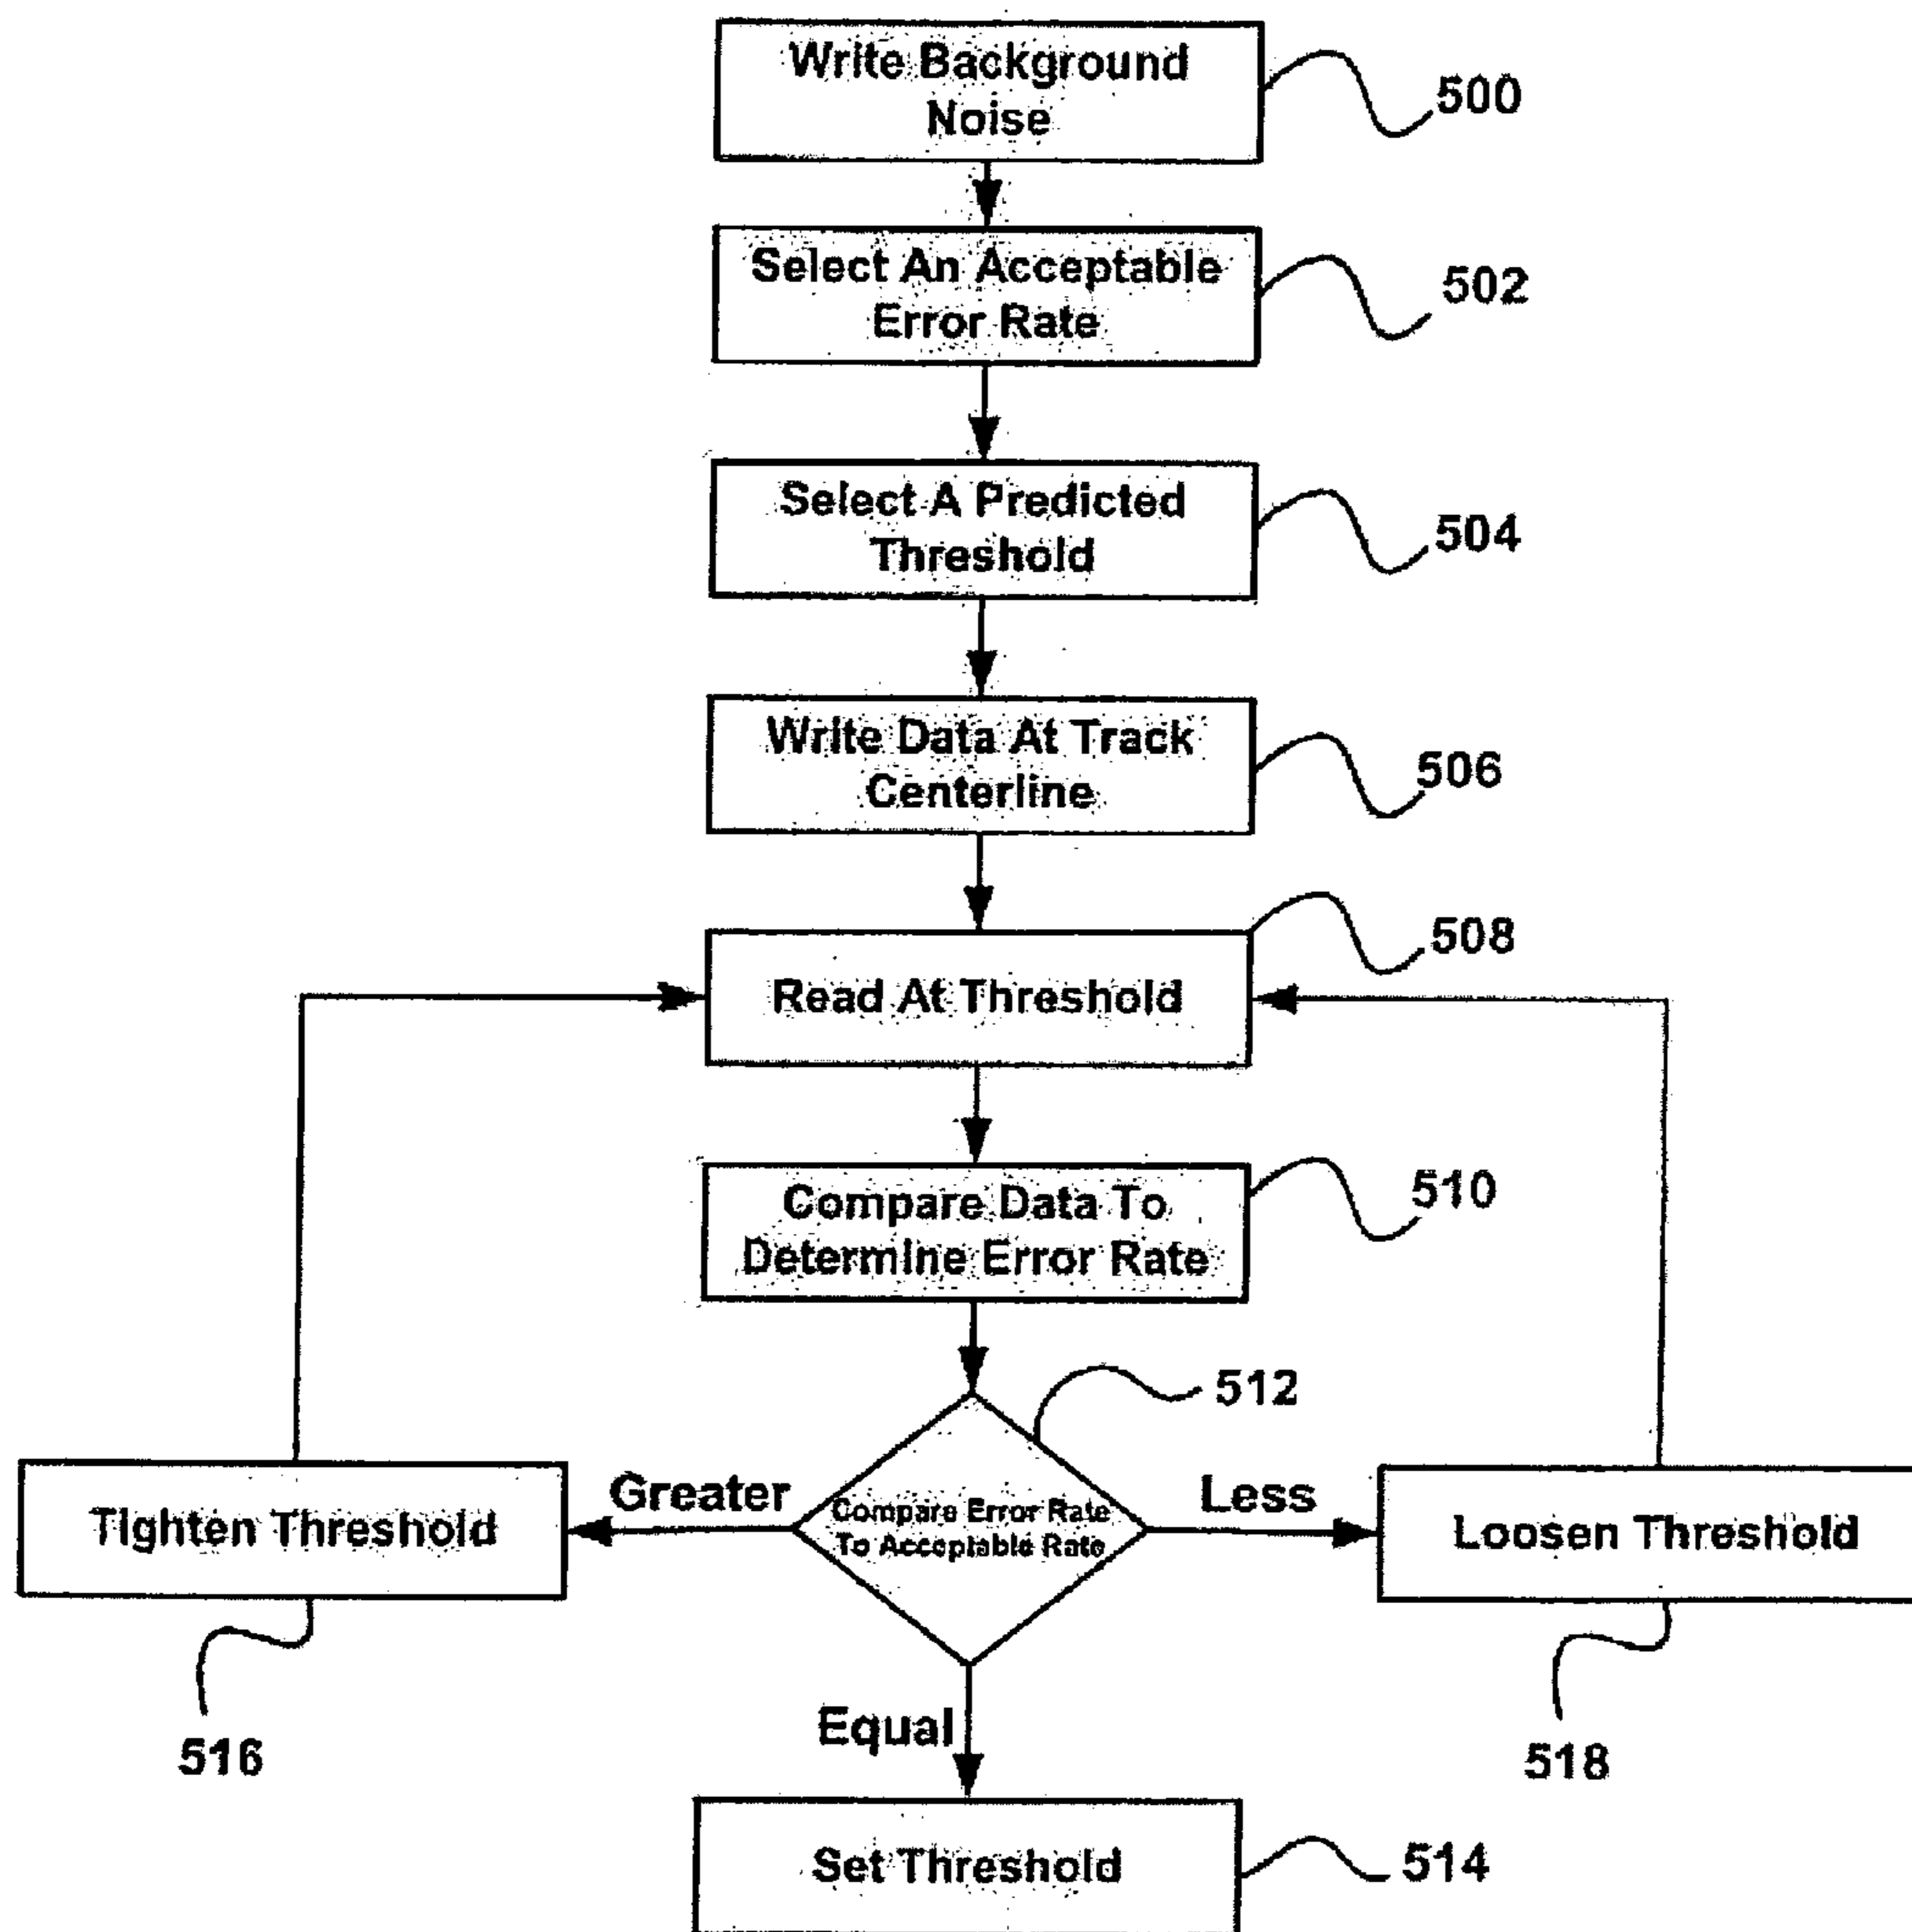 Write Background
Noise
500
Select An Acceptable
Error Rate
502
Select A Predicted
Threshold
504
Write Data At Track
Centerline
506
508
Read At Threshold
Compare Data To
Determine Error Rate
510
512
Greater
Compare Error Rate
To Acceptable Rate
Less
Tighten Threshold
Loosen Threshold
516
Equal
518
Set Threshold
514